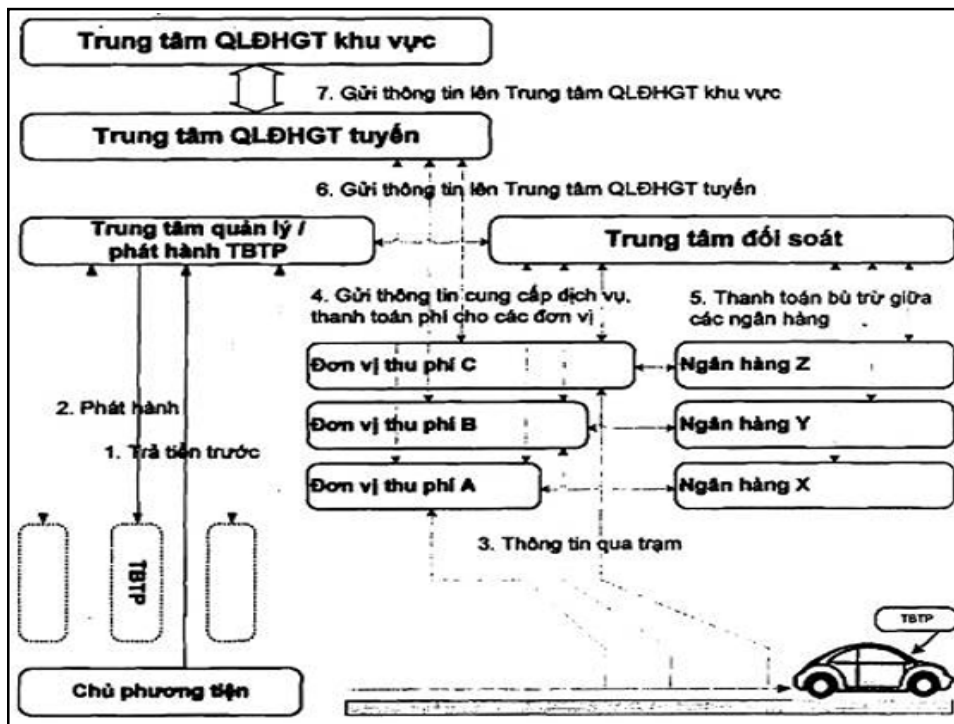 Trung tâm QLĐHGT khu vực
7. Gửi thông tin lên Trung tâm QLĐHGT khu vực
Trung tâm QLĐHGT tuyến
6. Gửi thông tin lên Trung tâm QLĐHGT tuyến
Trung tâm quản lý /
phát hành TBTP
Trung tâm đối soát
4. Gửi thông tin cung cấp dịch vụ,
thanh toán phí cho các đơn vị
5. Thanh toán bù trừ giữa
các ngân hàng
Đơn vị thu phí C
Ngân hàng Z
2. Phát hành
Đơn vị thu phí B
Ngân hàng Y
1. Trả tiền trước
Đơn vị thu phí A
Ngân hàng X
3. Thông tin qua trạm
TBTP
TBTP
Chủ phương tiện